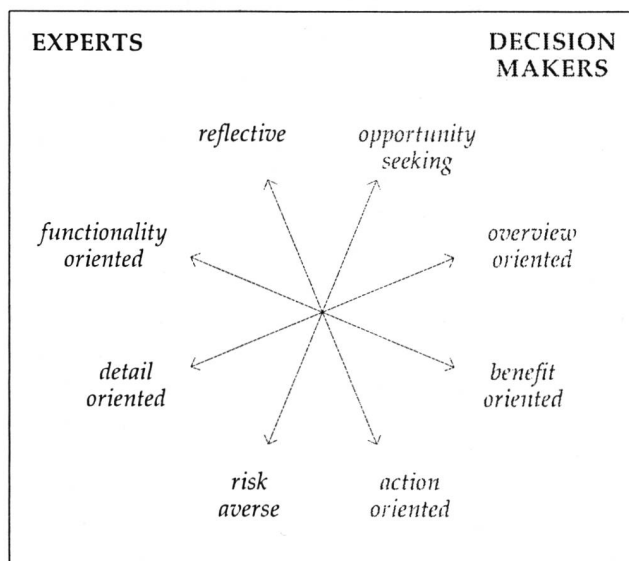 EXPERTS
DECISION
MAKERS
reflective
opportunity
seeking
functionality
oriented
overview
oriented
detail
oriented
benefit
oriented
risk
averse
action
oriented